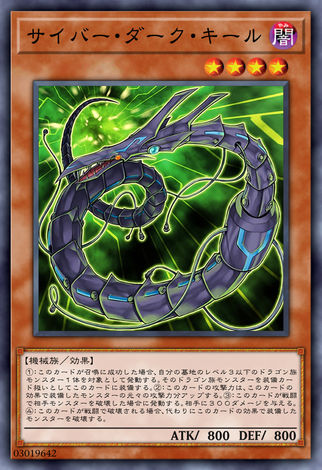 サイバー・ダーク・キール
やみ
闇
【機械族／効果】
①：このカードが召喚に成功した場合、自分の墓地のレベル３以下のドラゴン族
モンスター１体を対象として発動する。そのドラゴン族モンスターを装備カー
ド扱いとしてこのカードに装備する。②：このカードの攻撃力は、このカードの
効果で装備したモンスターの元々の攻撃力分アップする。③：このカードが戦闘
で相手モンスターを破壊した場合に発動する。相手に３００ダメージを与える。
④：このカードが戦闘で破壊される場合、代わりにこのカードの効果で装備した
モンスターを破壊する。
ATK/ 800 DEF/ 800
03019642